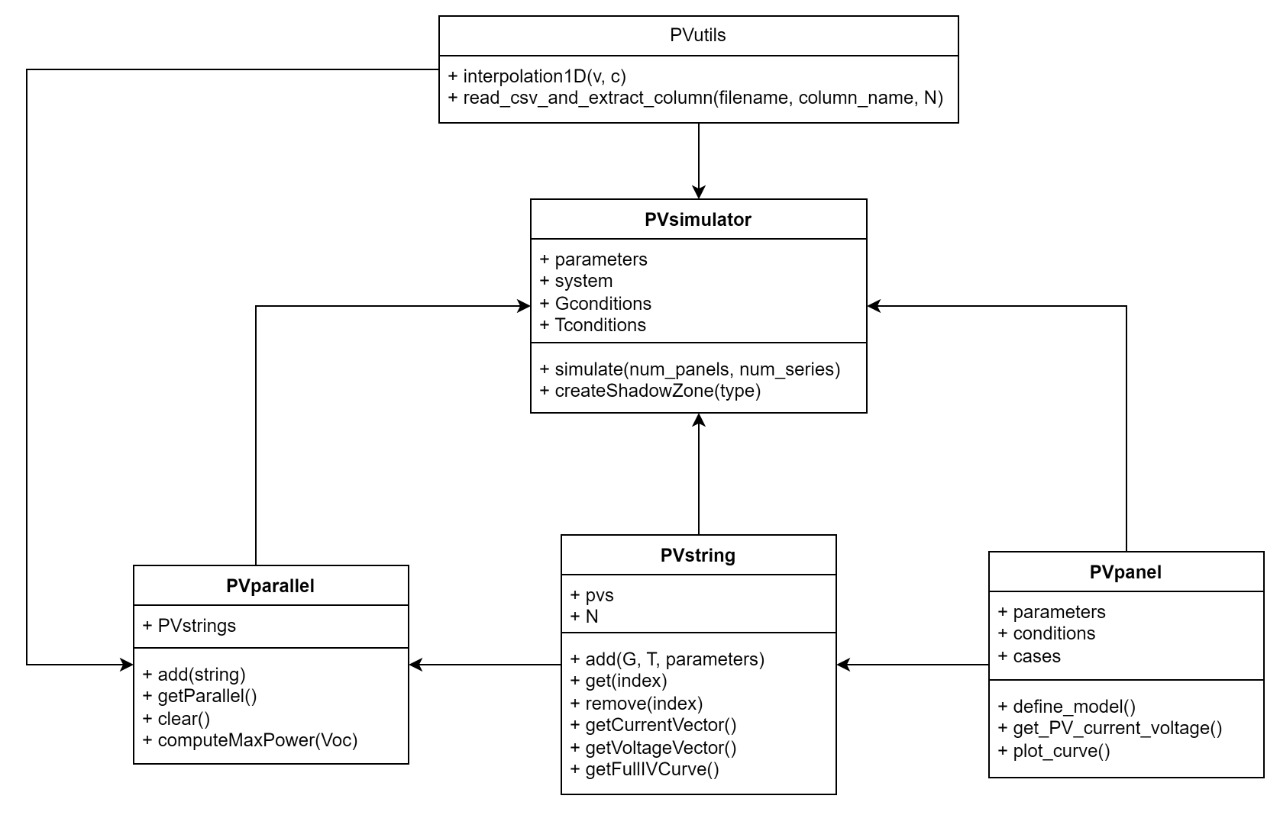 PVutils
+ interpolation1D(v, c)
+ read_csv_and_extract_column(filename, column_name, N)
PVsimulator
+ parameters
+ system
+ Gconditions
+ Tconditions
+ simulate(num_panels, num_series)
+ createShadowZone(type)
PVparallel
+ PVstrings
+ add(string)
+ getParallel()
+ clear()
+ computeMaxPower(Voc)
PVstring
+ pvs
+ N
+ add(G, T, parameters)
+ get(index)
+ remove(index)
+ getCurrentVector()
+ getVoltageVector()
+ getFullIVCurve()
PVpanel
+ parameters
+ conditions
+ cases
+ define_model()
+ get_PV_current_voltage()
+ plot_curve()